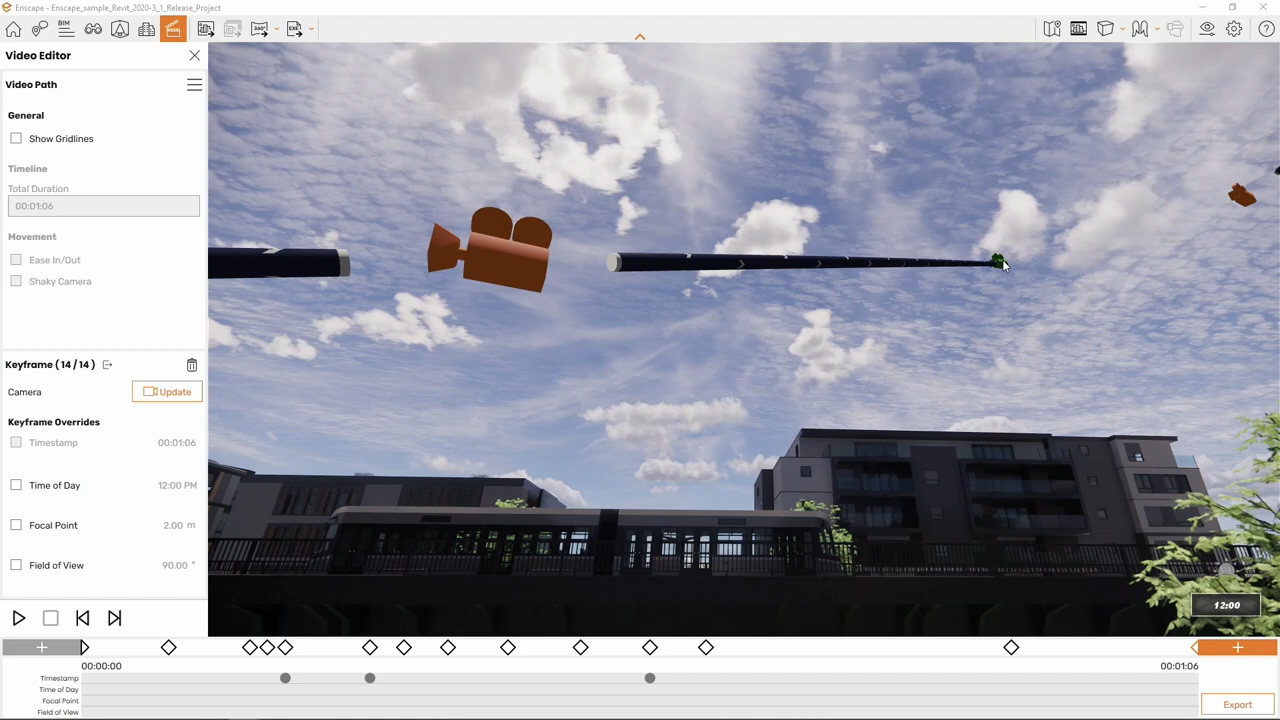 Enscape - Enscape_sample_Revit_2020-3_1_Release_Project
BIM
360°
EXE
Video Editor
Video Path
General
Show Gridlines
Timeline
Total Duration
00:01:06
Movement
Ease In/Out
Shaky Camera
Keyframe ( 14 / 14 )
Camera
Update
Keyframe Overrides
Timestamp 00:01:06
Time of Day 12:00 PM
Focal Point 2.00 m
Field of View 90.00 °
12:00
00:00:00 00:01:06
Timestamp
Time of Day
Focal Point
Field of View
Export